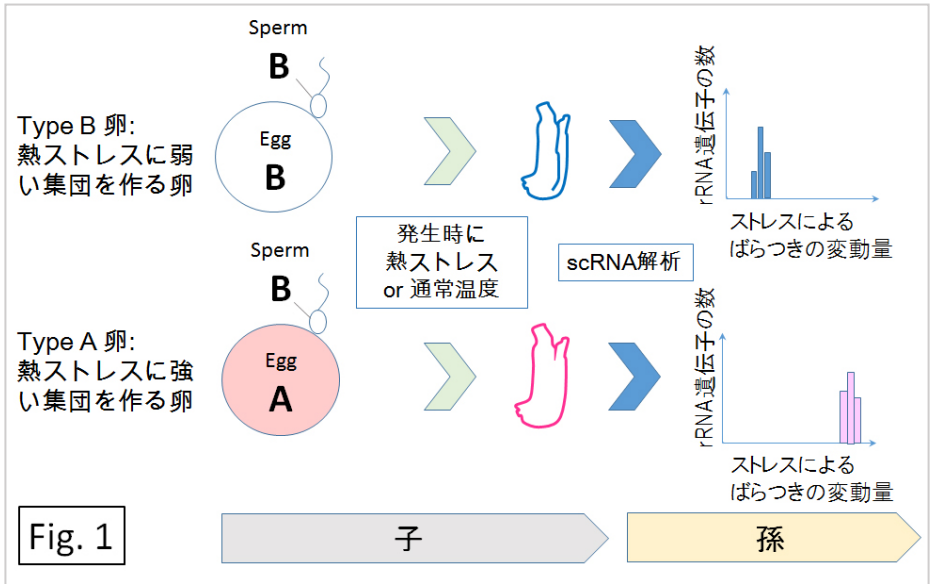 Sperm
B
Type B 卵:
熱ストレスに弱
い集団を作る卵
Egg
B
rRNA遺伝子の数
ストレスによる
ばらつきの変動量
発生時に
熱ストレス
or 通常温度
scRNA解析
Sperm
B
Type A 卵:
熱ストレスに強
い集団を作る卵
Egg
A
rRNA遺伝子の数
ストレスによる
ばらつきの変動量
Fig. 1
子
孫